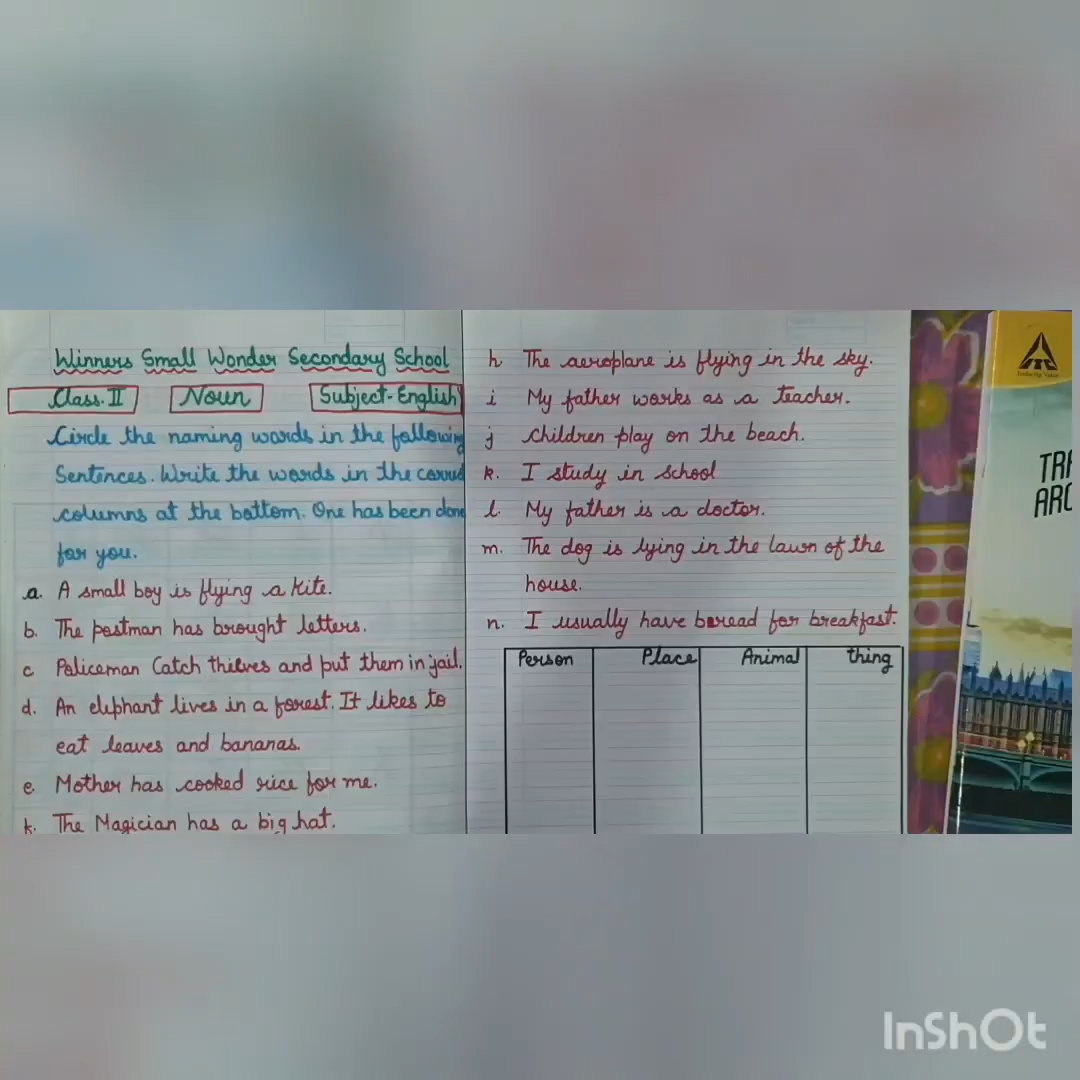 Winners Small Wonder Secondary School
Class-II Noun Subject-English
Circle the naming words in the following
Sentences. Write the words in the
columns at the bottom. One has been done
for you.
a. A small boy is flying a kite.
b. The postman has brought letters.
c Policeman Catch thieves and put them in jail.
d. An elephant lives in a forest. It likes to
eat leaves and bananas.
e. Mother has cooked rice for me.
The Magician has a big hat.
h The aeroplane is flying in the sky.
i My father works as a teacher.
j children play on the beach.
k. I study in school
l. My father is a doctor.
m. The dog is lying in the lawn of the
house.
n. I usually have bread for breakfast.
Person Place Animal thing
InShOt